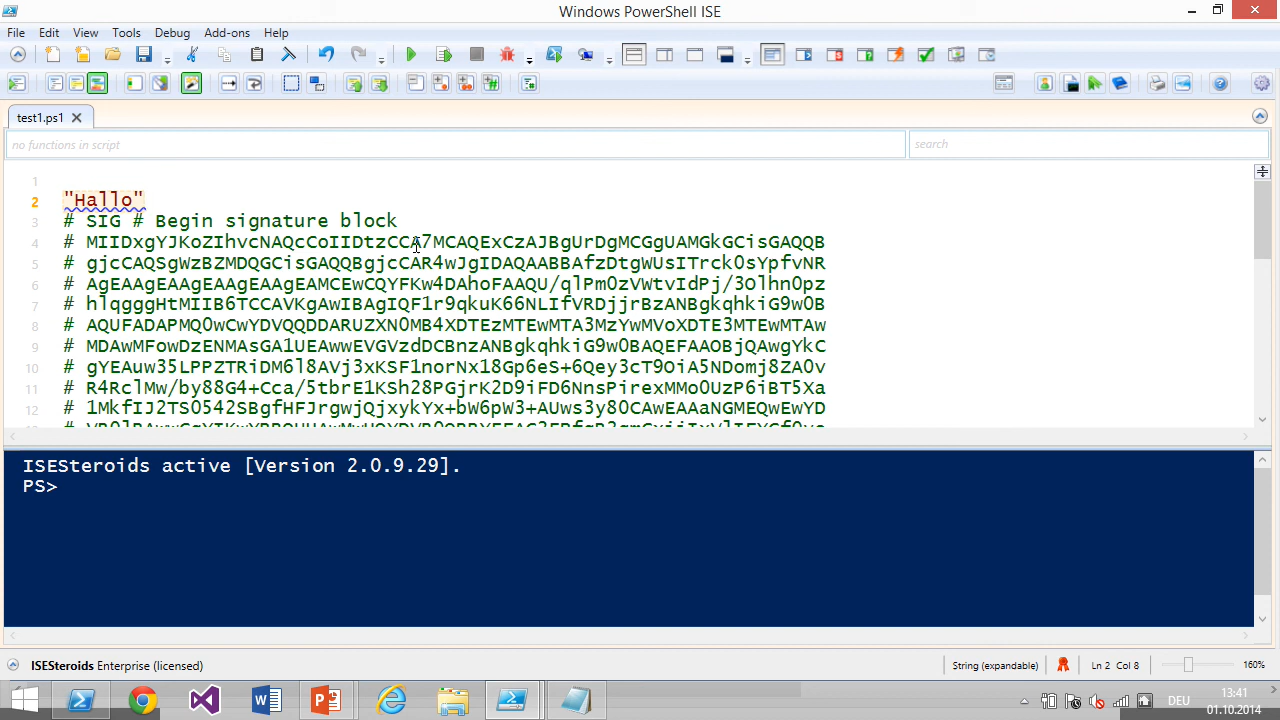 Windows PowerShell ISE
File Edit View Tools Debug Add-ons Help
test1.ps1
no functions in script
search
1
2 "Hallo"
3 # SIG # Begin signature block
4 # MIIDxgYJKoZIhvcNAQcCoIIDtzCCA7MCAQExCzAJBgUrDgMCGgUAMGkGCisGAQQB
5 # gjcCAQSgWzBZMDQGCisGAQQBgjcCAR4wJgIDAQAABBAfzDtgWUsITrck0sYpfvNR
6 # AgEAAgEAAgEAAgEAAgEAMCEwCQYFKw4DAhoFAAQU/qlPm0zVWtvIdPj/3Olhn0pz
7 # hlqgggHtMIIB6TCCAVKgAwIBAgIQF1r9qkuK66NLIfVRDjjrBzANBgkqhkiG9w0B
8 # AQUFADAPMQ0wCwYDVQQDDARUZXN0MB4XDTEzMTEwMTA3MzYwMVoXDTE3MTEwMTAw
9 # MDAwMFowDzENMAsGA1UEAwwEVGVzdDCBnzANBgkqhkiG9w0BAQEFAAOBjQAwgYkC
10 # gYEAuw35LPPZTRiDM6l8AVj3xKSF1norNx18Gp6eS+6Qey3cT9OiA5NDomj8ZA0v
11 # R4RclMw/by88G4+Cca/5tbrE1KSh28PGjrK2D9iFD6NnsPirexMMo0UzP6iBT5Xa
12 # 1MkfIJ2TS0542SBgfHFJrgwjQjxykYx+bW6pW3+AUws3y80CAwEAAaNGMEQwEwYD
ISESteroids active [Version 2.0.9.29].
PS>
ISESteroids Enterprise (licensed)
String (expandable)
Ln 2 Col 8
160%
DEU
13:41
01.10.2014